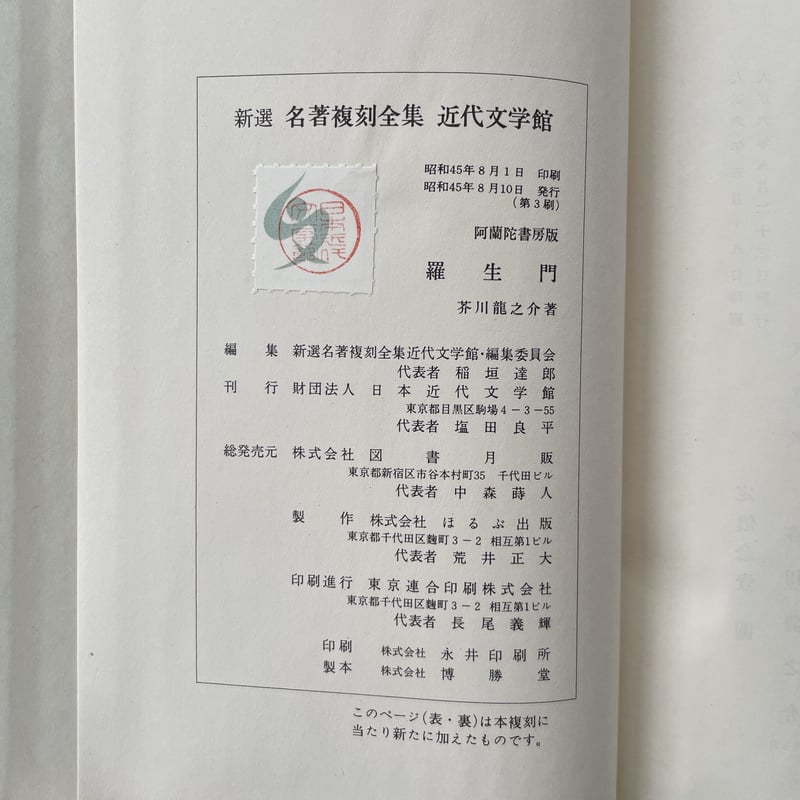 新選 名著複刻全集 近代文学館
昭和45年8月1日 印刷
昭和45年8月10日 発行
(第3刷)
阿蘭陀書房版
羅生門
芥川龍之介著
編集 新選名著複刻全集近代文学館・編集委員会
代表者 稲垣達郎
刊行 財団法人 日本近代文学館
東京都目黒区駒場4-3-55
代表者 塩田良平
総発売元 株式会社 図書月販
東京都新宿区市谷本村町35 千代田ビル
代表者 中森蒔人
製作 株式会社 ほるぷ出版
東京都千代田区麴町3-2 相互第1ビル
代表者 荒井正大
印刷進行 東京連合印刷株式会社
東京都千代田区麴町3-2 相互第1ビル
代表者 長尾義輝
印刷 株式会社 永井印刷所
製本 株式会社 博勝堂
このページ(表・裏)は本複刻に
当たり新たに加えたものです。